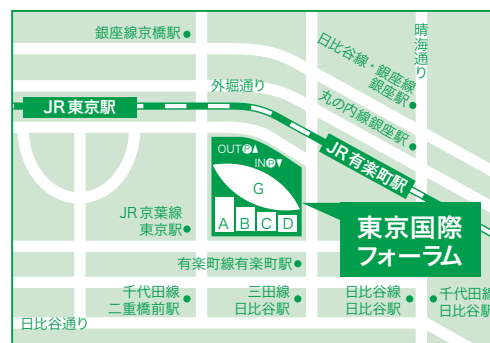 銀座線京橋駅
晴海通り
日比谷線・銀座線
銀座駅
外堀通り
丸の内線銀座駅
JR東京駅
JR有楽町駅
OUT P▲
IN P▼
G
A B C D
JR京葉線
東京駅
東京国際
フォーラム
有楽町線有楽町駅
千代田線
二重橋前駅
三田線
日比谷駅
日比谷線
日比谷駅
千代田線
日比谷駅
日比谷通り